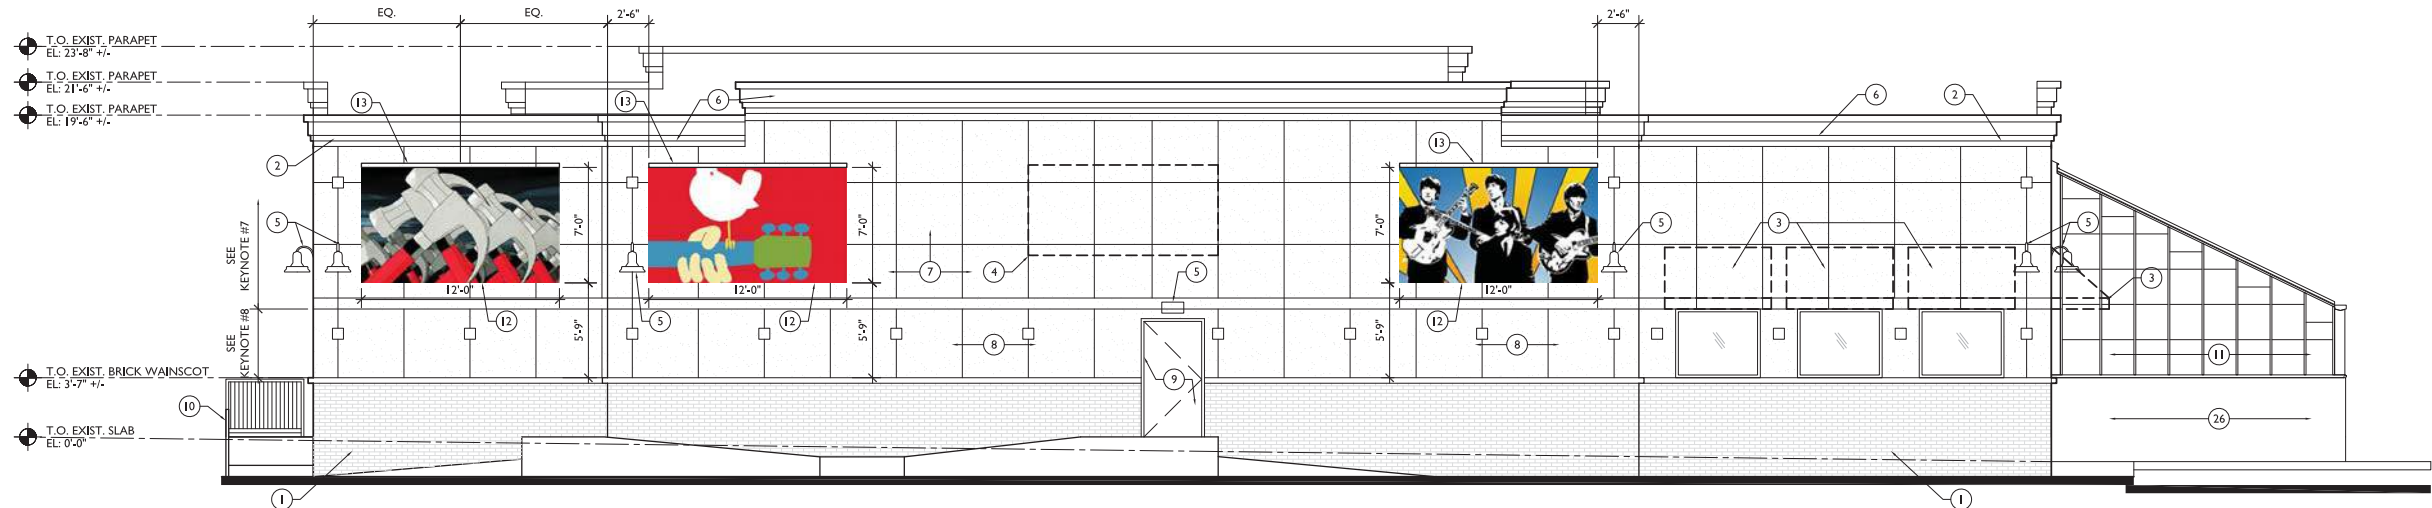 EQ.
EQ.
2'-6"
2'-6"
T.O. EXIST. PARAPET
EL: 23'-8" +/-
T.O. EXIST. PARAPET
EL: 21'-6" +/-
T.O. EXIST. PARAPET
EL: 19'-6" +/-
13
13
6
6
2
13
2
5
SEE
KEYNOTE #7
7'-0"
5
7'-0"
7
4
5
7'-0"
5
3
5
3
12'-0"
12'-0"
12'-0"
SEE
KEYNOTE #8
12
5
12
5'-9"
5'-9"
8
5'-9"
12
8
11
T.O. EXIST. BRICK WAINSCOT
EL: 3'-7" +/-
9
10
26
T.O. EXIST. SLAB
EL: 0'-0"
1
1